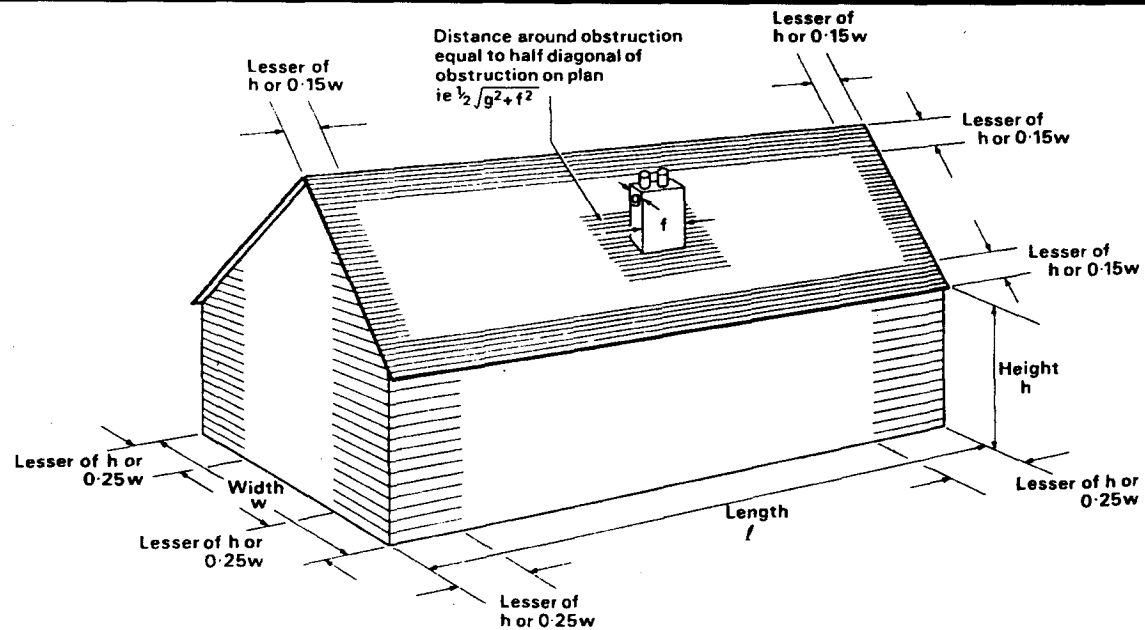 Lesser of
h or 0·15w
Distance around obstruction
equal to half diagonal of
obstruction on plan
ie ½√g²+f²
Lesser of
h or 0·15w
Lesser of
h or 0·15w
g
f
Lesser of
h or 0·15w
Height
h
Lesser of h or
0·25w
Width
w
Lesser of h or
0·25w
Length
l
Lesser of h or
0·25w
Lesser of
h or 0·25w